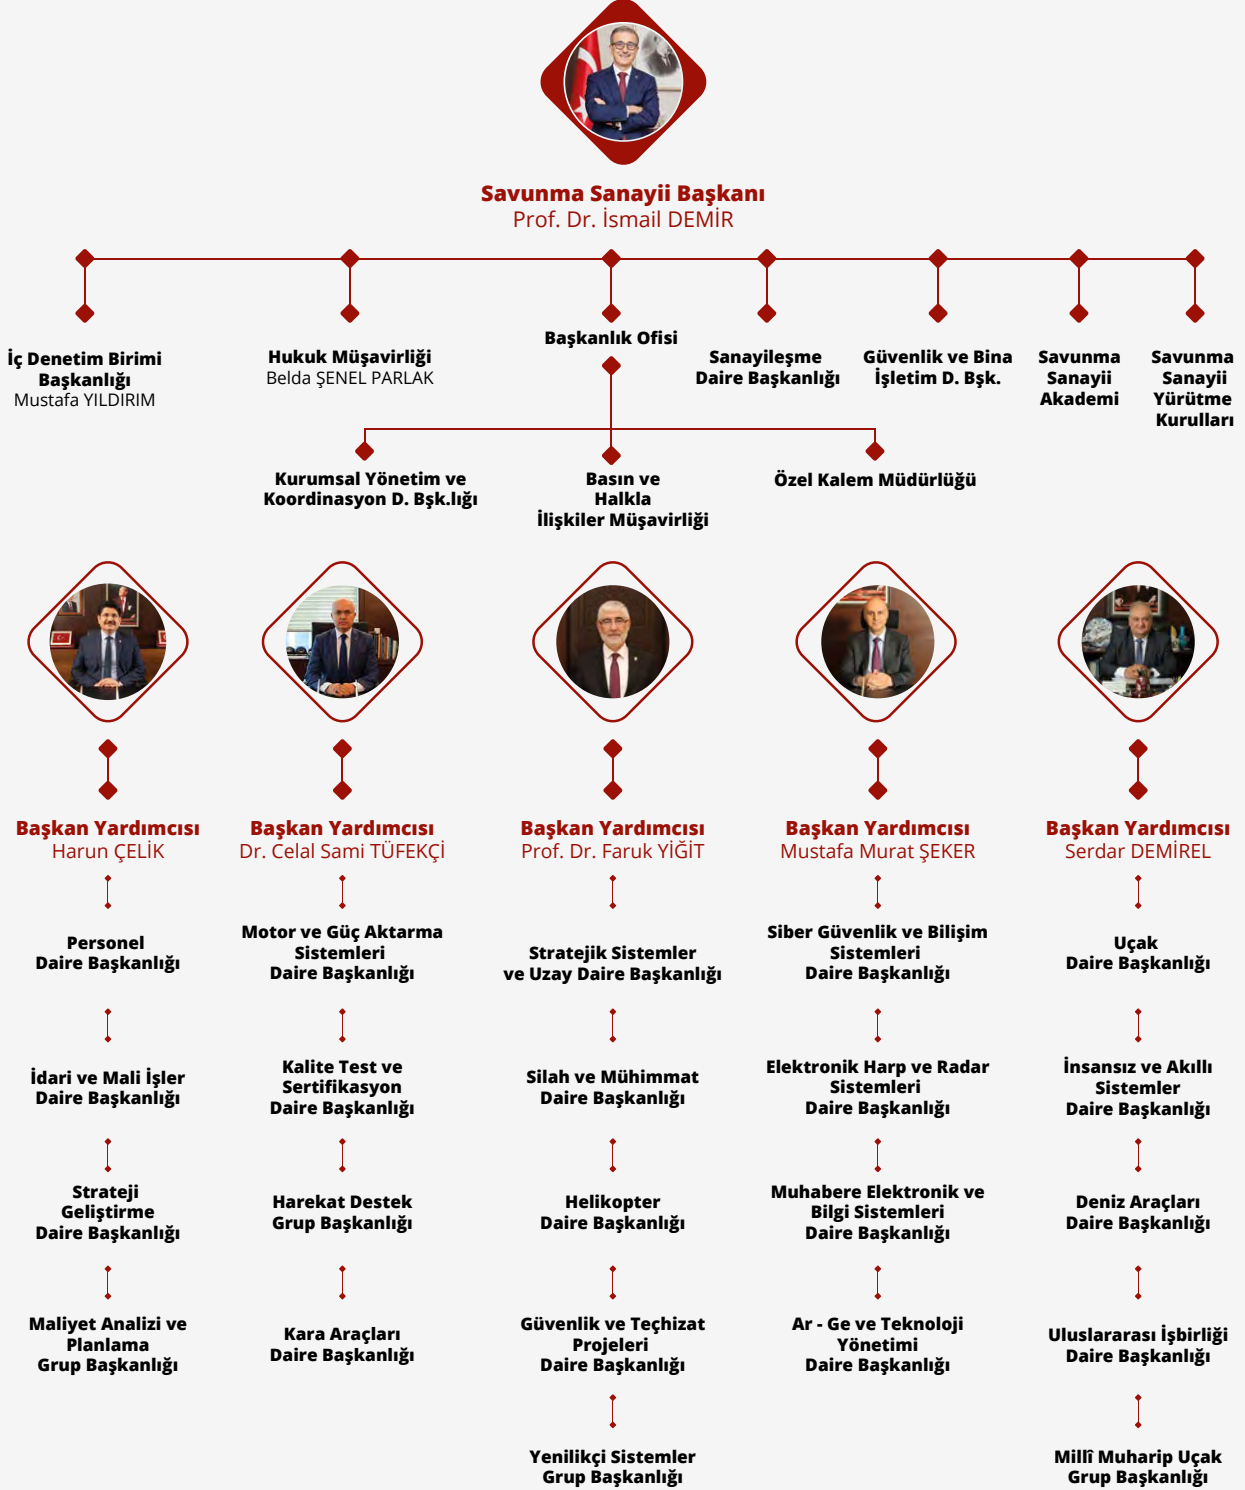 Savunma Sanayii Başkanı
Prof. Dr. İsmail DEMİR
İç Denetim Birimi
Başkanlığı
Mustafa YILDIRIM
Hukuk Müşavirliği
Belda ŞENEL PARLAK
Başkanlık Ofisi
Sanayileşme
Daire Başkanlığı
Güvenlik ve Bina
İşletim D. Bşk.
Savunma
Sanayii
Akademi
Savunma
Sanayii
Yürütme
Kurulları
Kurumsal Yönetim ve
Koordinasyon D. Bşk.lığı
Basın ve
Halkla
İlişkiler Müşavirliği
Özel Kalem Müdürlüğü
Başkan Yardımcısı
Harun ÇELİK
Personel
Daire Başkanlığı
İdari ve Mali İşler
Daire Başkanlığı
Strateji
Geliştirme
Daire Başkanlığı
Maliyet Analizi ve
Planlama
Grup Başkanlığı
Başkan Yardımcısı
Dr. Celal Sami TÜFEKÇİ
Motor ve Güç Aktarma
Sistemleri
Daire Başkanlığı
Kalite Test ve
Sertifikasyon
Daire Başkanlığı
Harekat Destek
Grup Başkanlığı
Kara Araçları
Daire Başkanlığı
Başkan Yardımcısı
Prof. Dr. Faruk YİĞİT
Stratejik Sistemler
ve Uzay Daire Başkanlığı
Silah ve Mühimmat
Daire Başkanlığı
Helikopter
Daire Başkanlığı
Güvenlik ve Teçhizat
Projeleri
Daire Başkanlığı
Yenilikçi Sistemler
Grup Başkanlığı
Başkan Yardımcısı
Mustafa Murat ŞEKER
Siber Güvenlik ve Bilişim
Sistemleri
Daire Başkanlığı
Elektronik Harp ve Radar
Sistemleri
Daire Başkanlığı
Muhabere Elektronik ve
Bilgi Sistemleri
Daire Başkanlığı
Ar - Ge ve Teknoloji
Yönetimi
Daire Başkanlığı
Başkan Yardımcısı
Serdar DEMİREL
Uçak
Daire Başkanlığı
İnsansız ve Akıllı
Sistemler
Daire Başkanlığı
Deniz Araçları
Daire Başkanlığı
Uluslararası İşbirliği
Daire Başkanlığı
Millî Muharip Uçak
Grup Başkanlığı